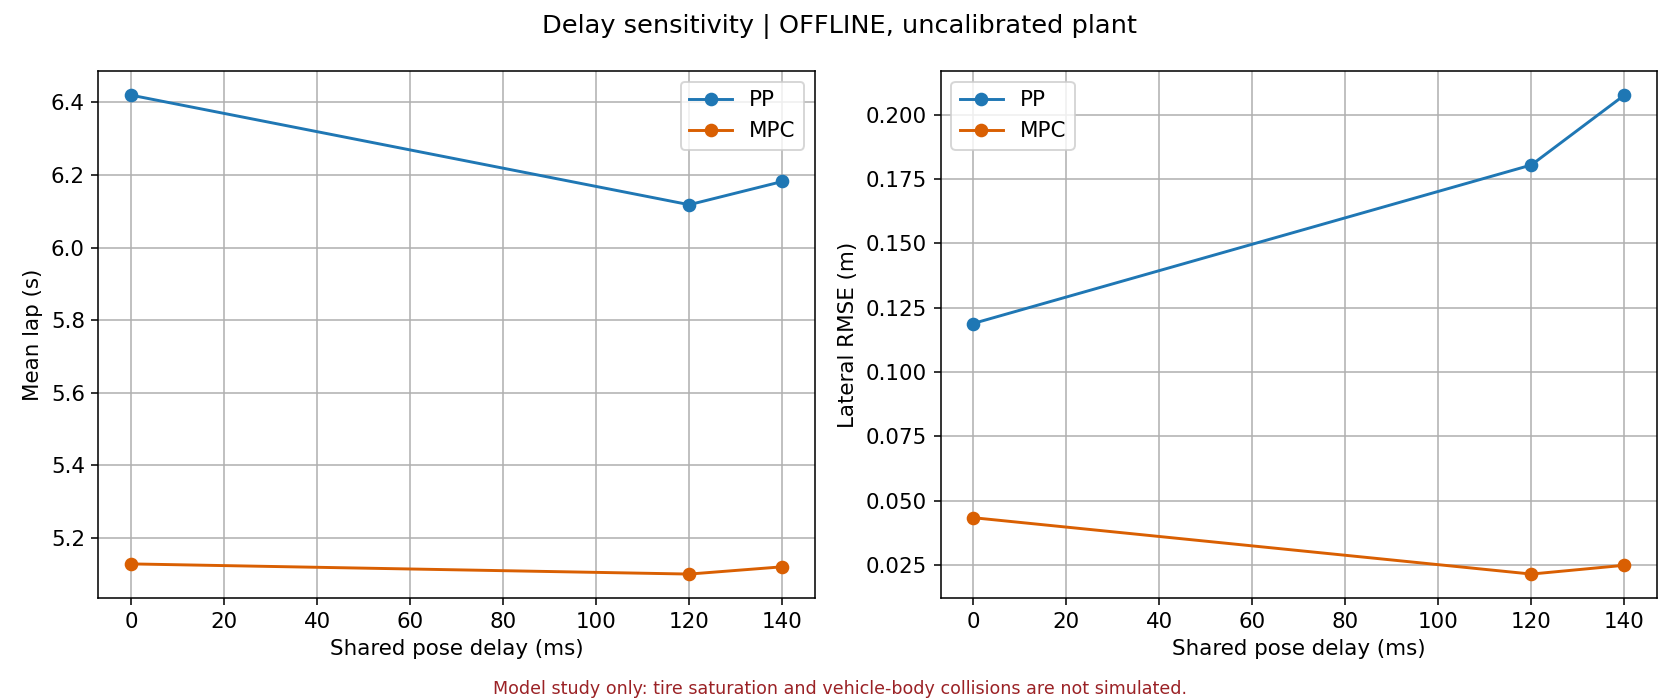 Delay sensitivity | OFFLINE, uncalibrated plant
PP
MPC
6.4
6.2
6.0
5.8
5.6
5.4
5.2
Mean lap (s)
0 20 40 60 80 100 120 140
Shared pose delay (ms)
PP
MPC
0.200
0.175
0.150
0.125
0.100
0.075
0.050
0.025
Lateral RMSE (m)
0 20 40 60 80 100 120 140
Shared pose delay (ms)
Model study only: tire saturation and vehicle-body collisions are not simulated.